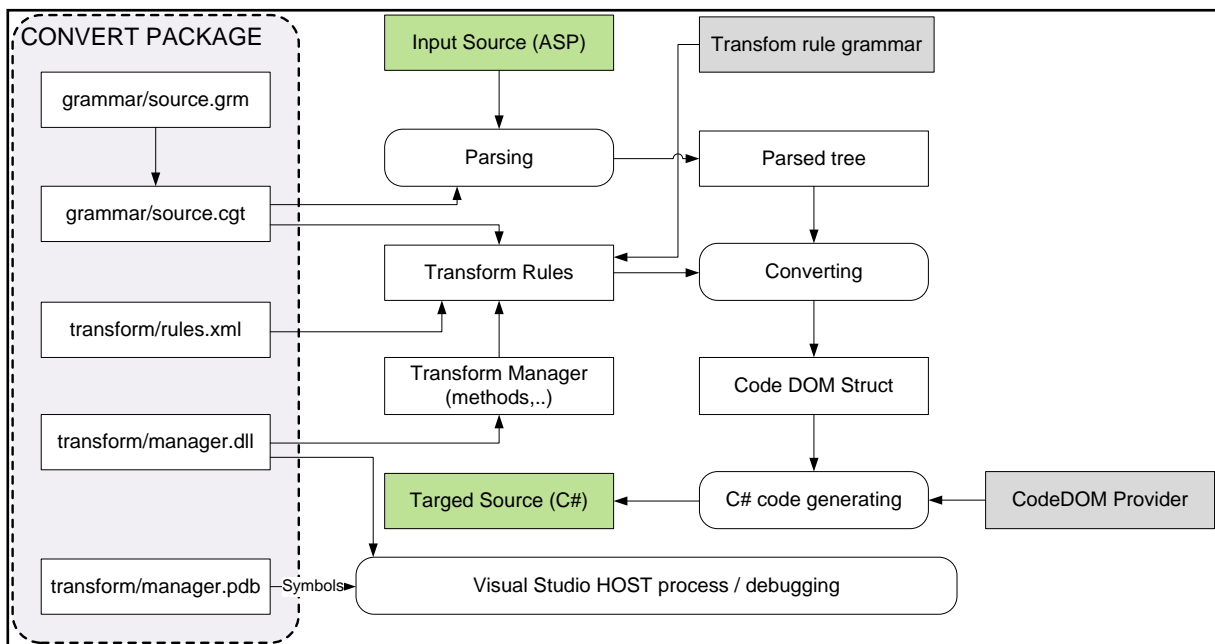 CONVERT PACKAGE
Input Source (ASP)
Transfom rule grammar
grammar/source.grm
Parsing
Parsed tree
grammar/source.cgt
Transform Rules
Converting
transform/rules.xml
Transform Manager
(methods,..)
Code DOM Struct
transform/manager.dll
Targed Source (C#)
C# code generating
CodeDOM Provider
transform/manager.pdb
Symbols
Visual Studio HOST process / debugging